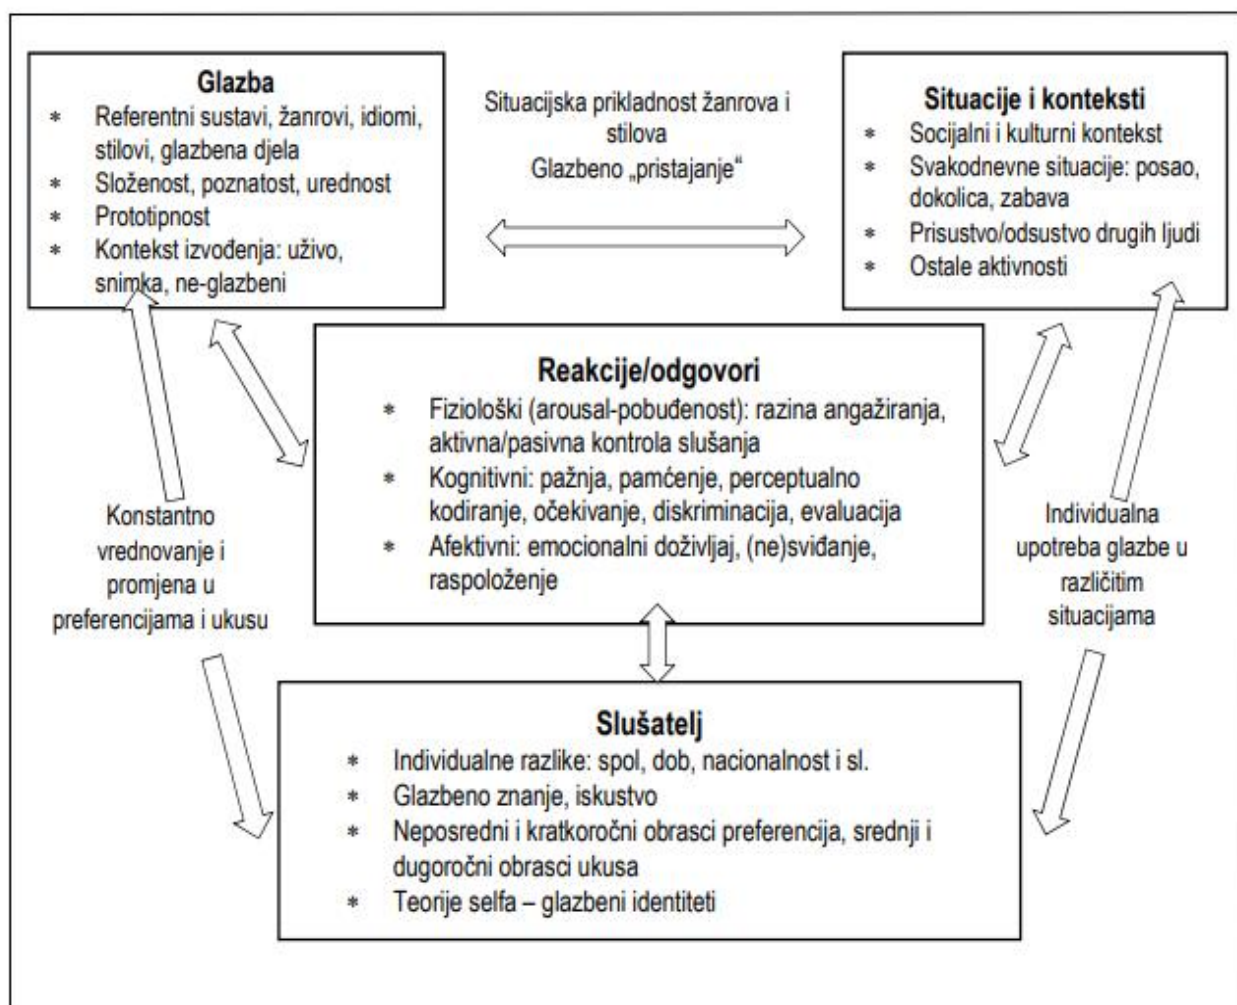 Glazba
* Referentni sustavi, žanrovi, idiomi,
stilovi, glazbena djela
* Složenost, poznatost, urednost
* Prototipnost
* Kontekst izvođenja: uživo,
snimka, ne-glazbeni
Situacijska prikladnost žanrova i
stilova
Glazbeno „pristajanje“
Situacije i konteksti
* Socijalni i kulturni kontekst
* Svakodnevne situacije: posao,
dokolica, zabava
* Prisustvo/odsustvo drugih ljudi
* Ostale aktivnosti
Reakcije/odgovori
* Fiziološki (arousal-pobuđenost): razina angažiranja,
aktivna/pasivna kontrola slušanja
* Kognitivni: pažnja, pamćenje, perceptualno
kodiranje, očekivanje, diskriminacija, evaluacija
* Afektivni: emocionalni doživljaj, (ne)sviđanje,
raspoloženje
Konstantno
vrednovanje i
promjena u
preferencijama i ukusu
Individualna
upotreba glazbe u
različitim
situacijama
Slušatelj
* Individualne razlike: spol, dob, nacionalnost i sl.
* Glazbeno znanje, iskustvo
* Neposredni i kratkoročni obrasci preferencija, srednji i
dugoročni obrasci ukusa
* Teorije selfa – glazbeni identiteti